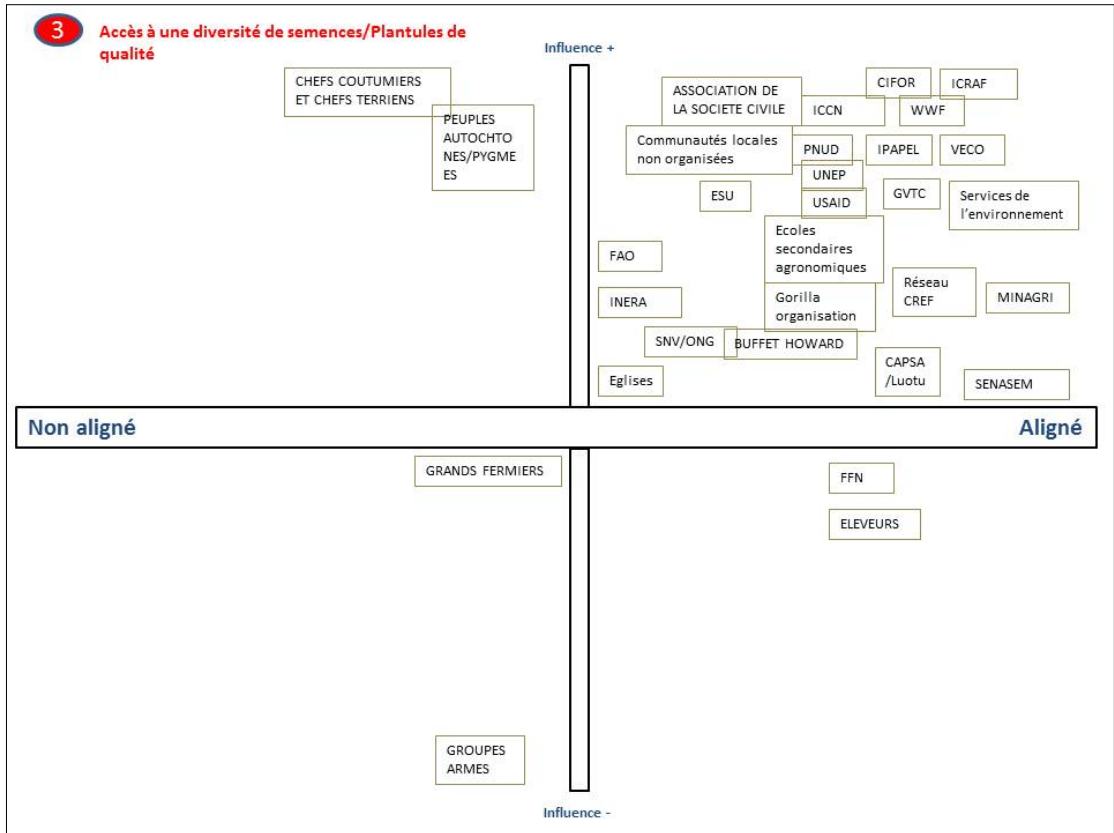 3
Accès à une diversité de semences/Plantules de
qualité
Influence +
CHEFS COUTUMIERS
ET CHEFS TERRIENS
PEUPLES
AUTOCHTO
NES/PYGME
ES
ASSOCIATION DE
LA SOCIETE CIVILE
CIFOR
ICRAF
ICCN
WWF
Communautés locales
non organisées
PNUD
IPAPEL
VECO
UNEP
ESU
USAID
GVTC
Services de
l'environnement
Ecoles
secondaires
agronomiques
FAO
Réseau
CREF
MINAGRI
INERA
Gorilla
organisation
SNV/ONG
BUFFET HOWARD
CAPSA
/Luotu
Eglises
SENASEM
Non aligné
Aligné
GRANDS FERMIERS
FFN
ELEVEURS
GROUPES
ARMES
Influence -